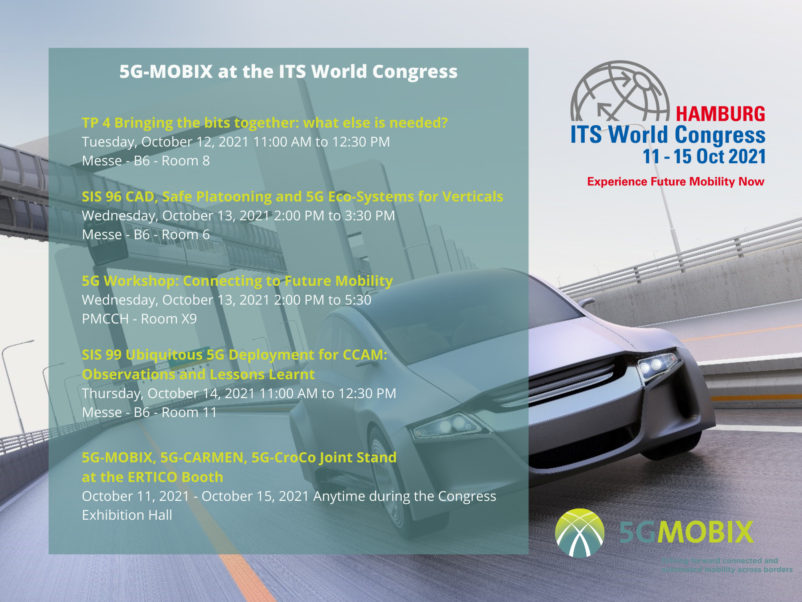 5G-MOBIX at the ITS World Congress
TP 4 Bringing the bits together: what else is needed?
Tuesday, October 12, 2021 11:00 AM to 12:30 PM
Messe - B6 - Room 8
SIS 96 CAD, Safe Platooning and 5G Eco-Systems for Verticals
Wednesday, October 13, 2021 2:00 PM to 3:30 PM
Messe - B6 - Room 6
5G Workshop: Connecting to Future Mobility
Wednesday, October 13, 2021 2:00 PM to 5:30
PMCCH - Room X9
SIS 99 Ubiquitous 5G Deployment for CCAM:
Observations and Lessons Learnt
Thursday, October 14, 2021 11:00 AM to 12:30 PM
Messe - B6 - Room 11
5G-MOBIX, 5G-CARMEN, 5G-CroCo Joint Stand
at the ERTICO Booth
October 11, 2021 - October 15, 2021 Anytime during the Congress
Exhibition Hall
HAMBURG
ITS World Congress
11 - 15 Oct 2021
Experience Future Mobility Now
5GMOBIX
forward connected and
mobility across borders